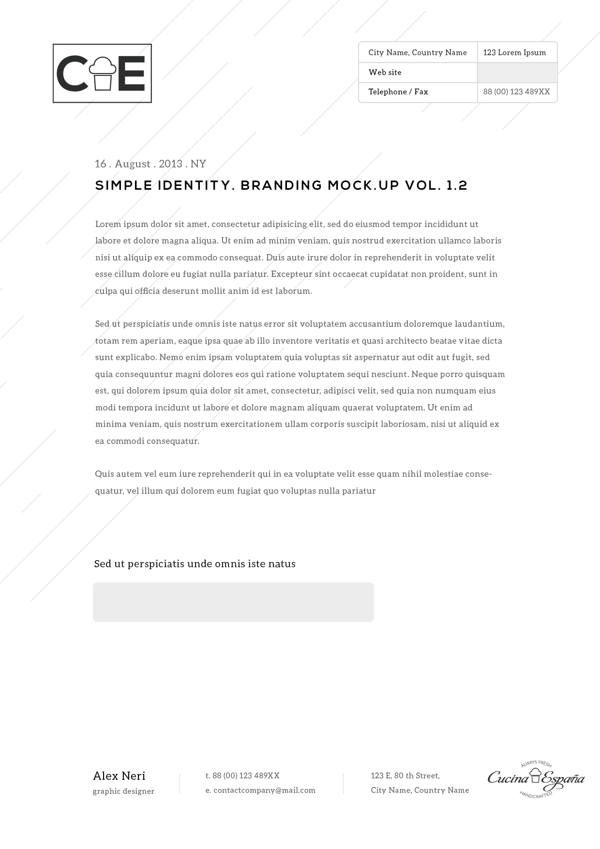 C E
City Name, Country Name 123 Lorem Ipsum
Web site
Telephone / Fax 88 (00) 123 489XX
16 . August . 2013 . NY
SIMPLE IDENTITY. BRANDING MOCK.UP VOL. 1.2
Lorem ipsum dolor sit amet, consectetur adipisicing elit, sed do eiusmod tempor incididunt ut
labore et dolore magna aliqua. Ut enim ad minim veniam, quis nostrud exercitation ullamco laboris
nisi ut aliquip ex ea commodo consequat. Duis aute irure dolor in reprehenderit in voluptate velit
esse cillum dolore eu fugiat nulla pariatur. Excepteur sint occaecat cupidatat non proident, sunt in
culpa qui officia deserunt mollit anim id est laborum.
Sed ut perspiciatis unde omnis iste natus error sit voluptatem accusantium doloremque laudantium,
totam rem aperiam, eaque ipsa quae ab illo inventore veritatis et quasi architecto beatae vitae dicta
sunt explicabo. Nemo enim ipsam voluptatem quia voluptas sit aspernatur aut odit aut fugit, sed
quia consequuntur magni dolores eos qui ratione voluptatem sequi nesciunt. Neque porro quisquam
est, qui dolorem ipsum quia dolor sit amet, consectetur, adipisci velit, sed quia non numquam eius
modi tempora incidunt ut labore et dolore magnam aliquam quaerat voluptatem. Ut enim ad
minima veniam, quis nostrum exercitationem ullam corporis suscipit laboriosam, nisi ut aliquid ex
ea commodi consequatur.
Quis autem vel eum iure reprehenderit qui in ea voluptate velit esse quam nihil molestiae conse-
quatur, vel illum qui dolorem eum fugiat quo voluptas nulla pariatur
Sed ut perspiciatis unde omnis iste natus
Alex Neri
graphic designer
t. 88 (00) 123 489XX
e. contactcompany@mail.com
123 E, 80 th Street,
City Name, Country Name
ALWAYS FRESH
Cucina España
HANDCRAFTED